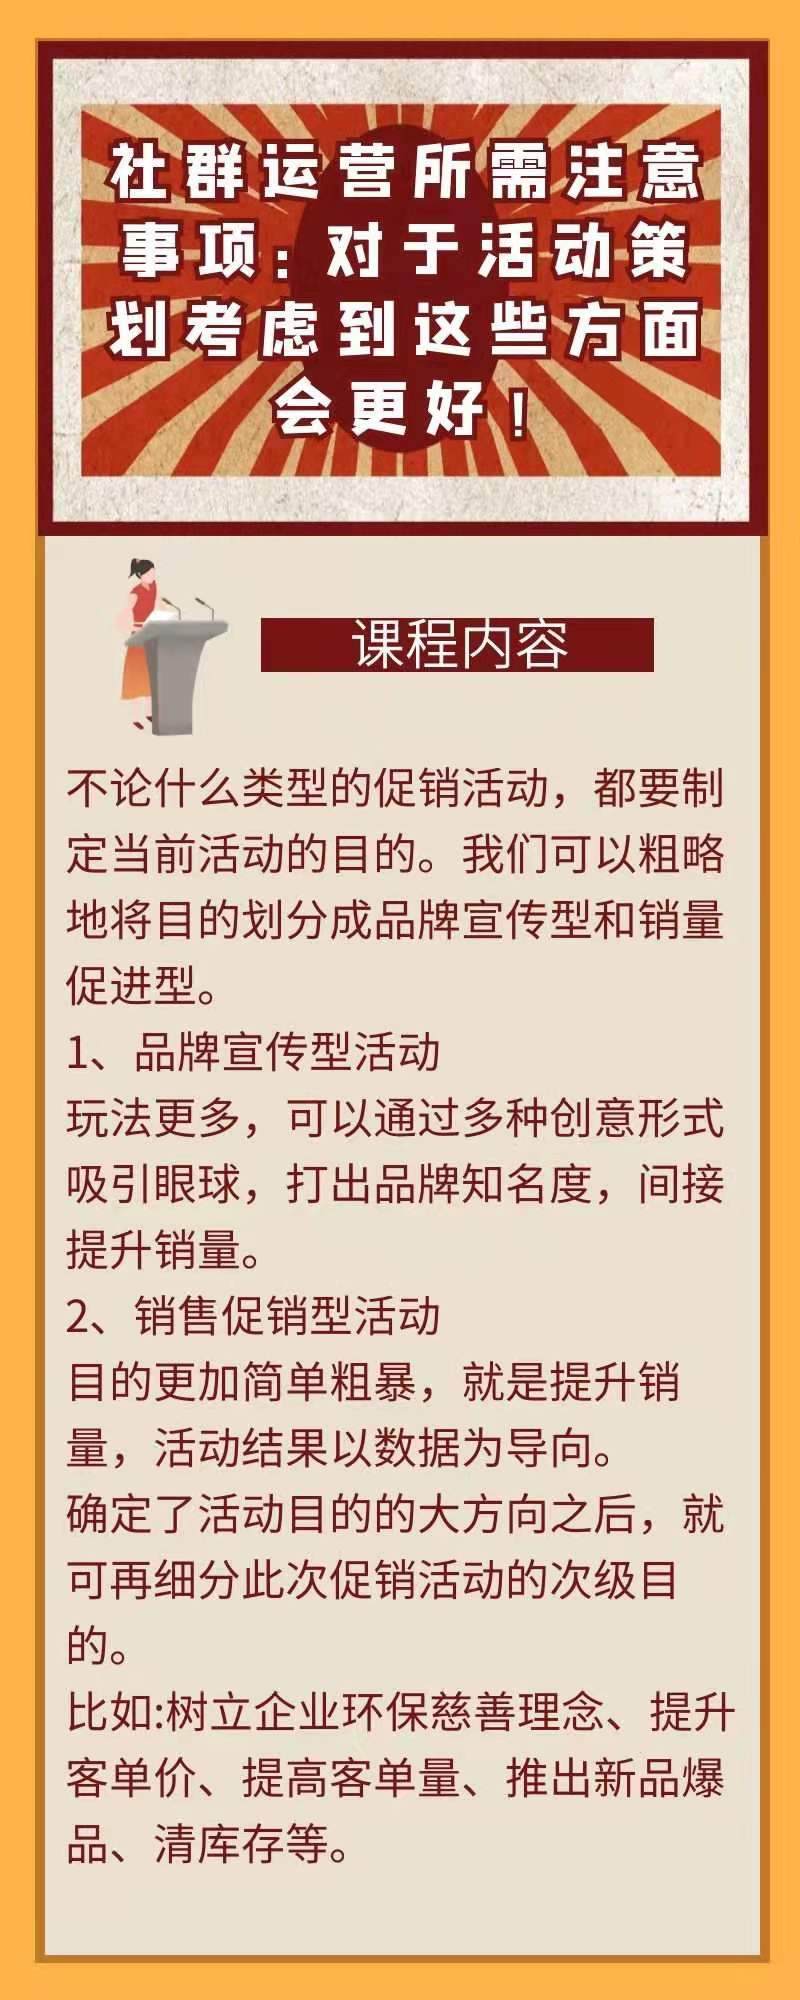 社群运营所需注意
事项：对于活动策
划考虑到这些方面
会更好！
课程内容
不论什么类型的促销活动，都要制
定当前活动的目的。我们可以粗略
地将目的划分成品牌宣传型和销量
促进型。
1、品牌宣传型活动
玩法更多，可以通过多种创意形式
吸引眼球，打出品牌知名度，间接
提升销量。
2、销售促销型活动
目的更加简单粗暴，就是提升销
量，活动结果以数据为导向。
确定了活动目的的大方向之后，就
可再细分此次促销活动的次级目
的。
比如:树立企业环保慈善理念、提升
客单价、提高客单量、推出新品爆
品、清库存等。